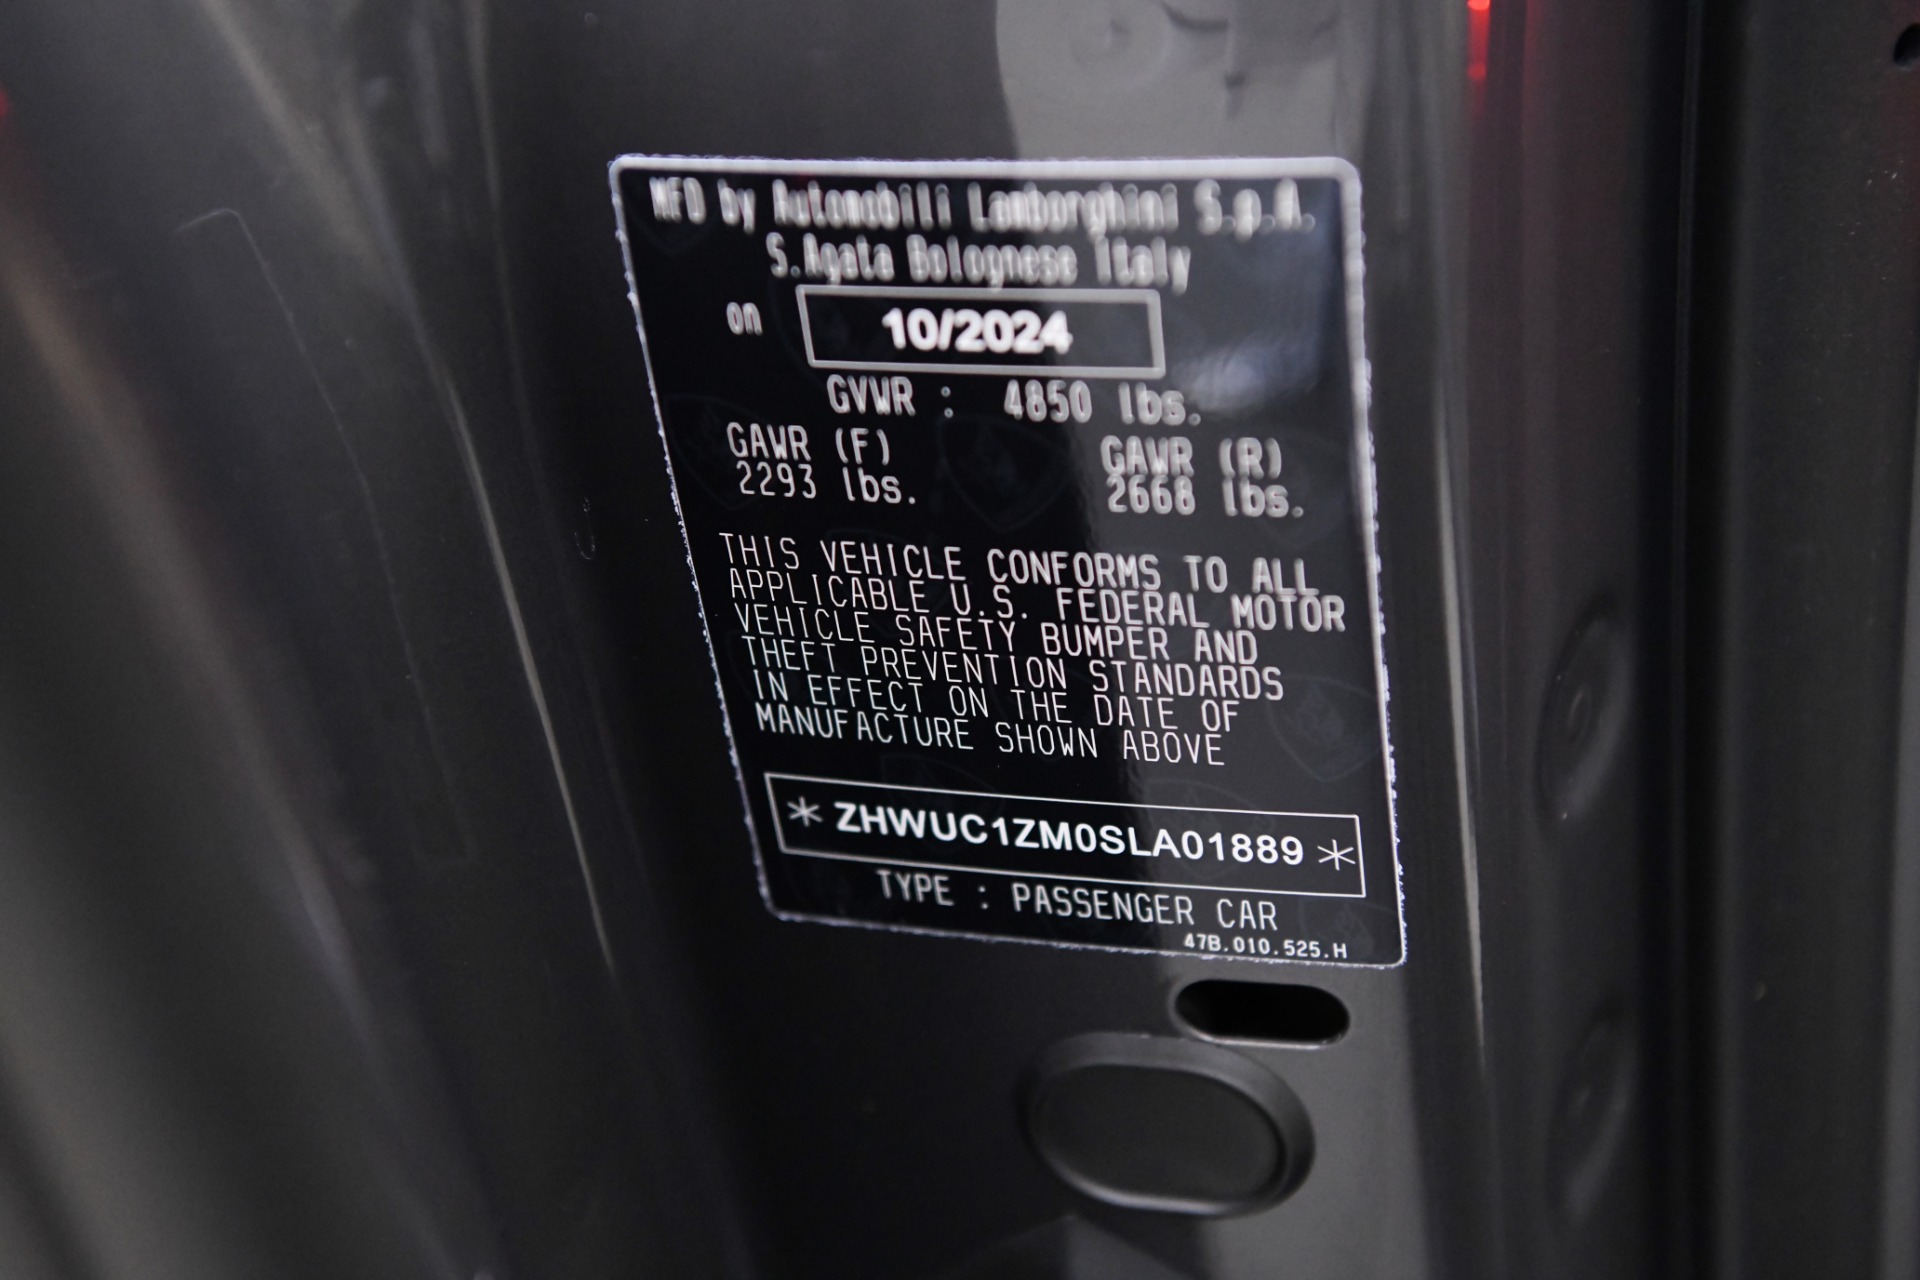 MFD by Automobili Lamborghini S.p.A.
S.Agata Bolognese Italy
on 10/2024
GVWR : 4850 lbs.
GAWR (F) GAWR (R)
2293 lbs. 2668 lbs.
THIS VEHICLE CONFORMS TO ALL
APPLICABLE U.S. FEDERAL MOTOR
VEHICLE SAFETY BUMPER AND
THEFT PREVENTION STANDARDS
IN EFFECT ON THE DATE OF
MANUFACTURE SHOWN ABOVE
* ZHWUC1ZM0SLA01889 *
TYPE : PASSENGER CAR
47B.010.525.H